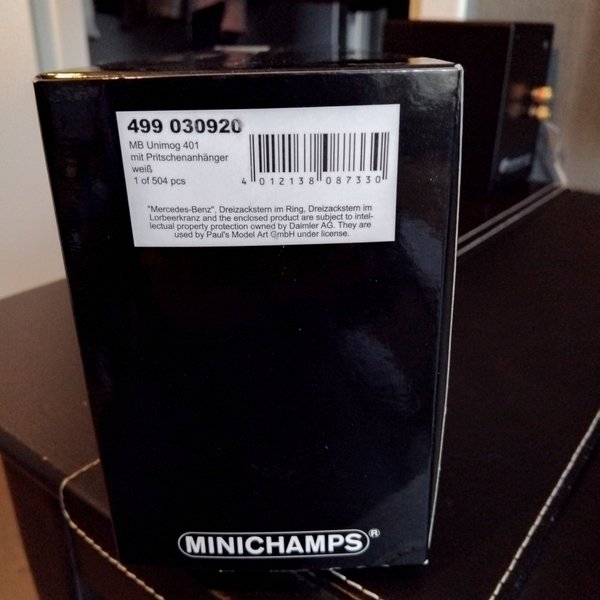 499 030920
MB Unimog 401
mit Pritschenanhänger
weiß
1 of 504 pcs
4 012138 087330
"Mercedes-Benz", Dreizackstern im Ring, Dreizackstern im
Lorbeerkranz and the enclosed product are subject to intel-
lectual property protection owned by Daimler AG. They are
used by Paul's Model Art GmbH under license.
MINICHAMPS®
MINICHAMPS